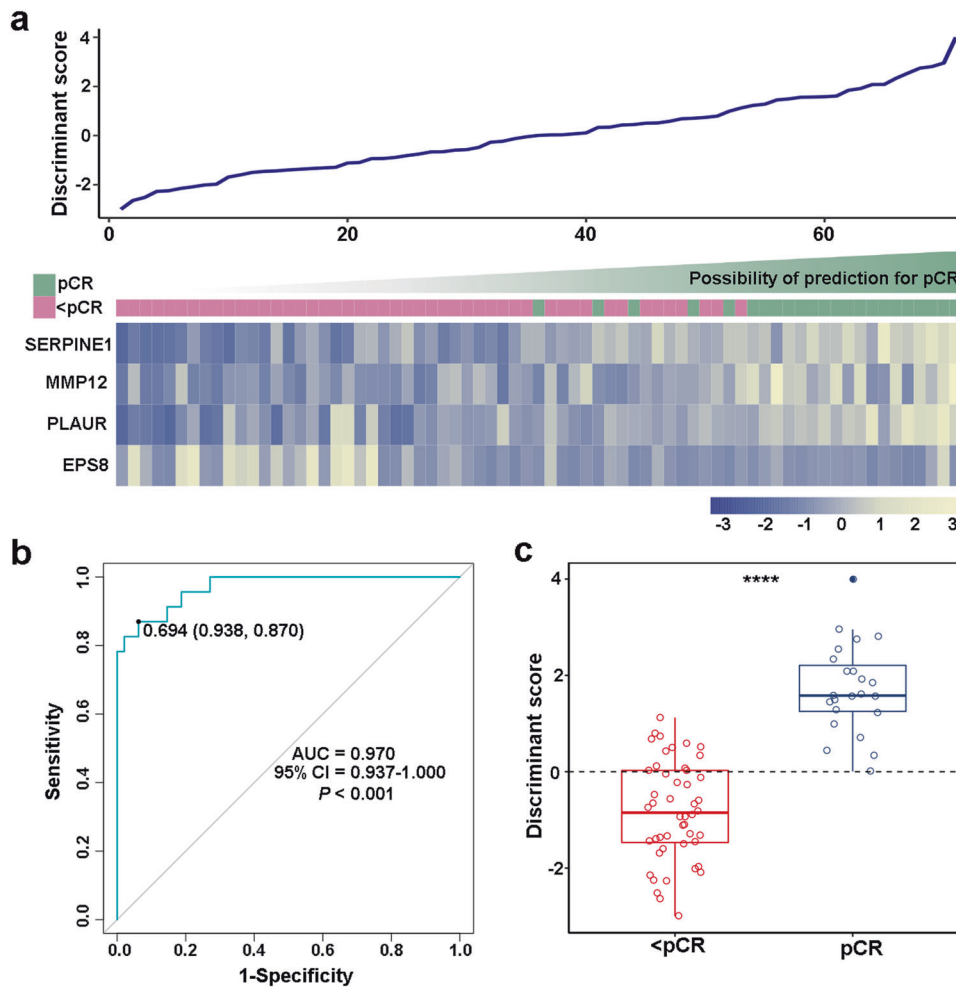 a
Discriminant score
4
2
0
-2
0
20
40
60
pCR
<pCR
Possibility of prediction for pCR
SERPINE1
MMP12
PLAUR
EPS8
-3 -2 -1 0 1 2 3
b
Sensitivity
1.0
0.8
0.6
0.4
0.2
0.0
0.694 (0.938, 0.870)
AUC = 0.970
95% CI = 0.937-1.000
P < 0.001
0.0 0.2 0.4 0.6 0.8 1.0
1-Specificity
c
Discriminant score
4
2
0
-2
****
<pCR
pCR